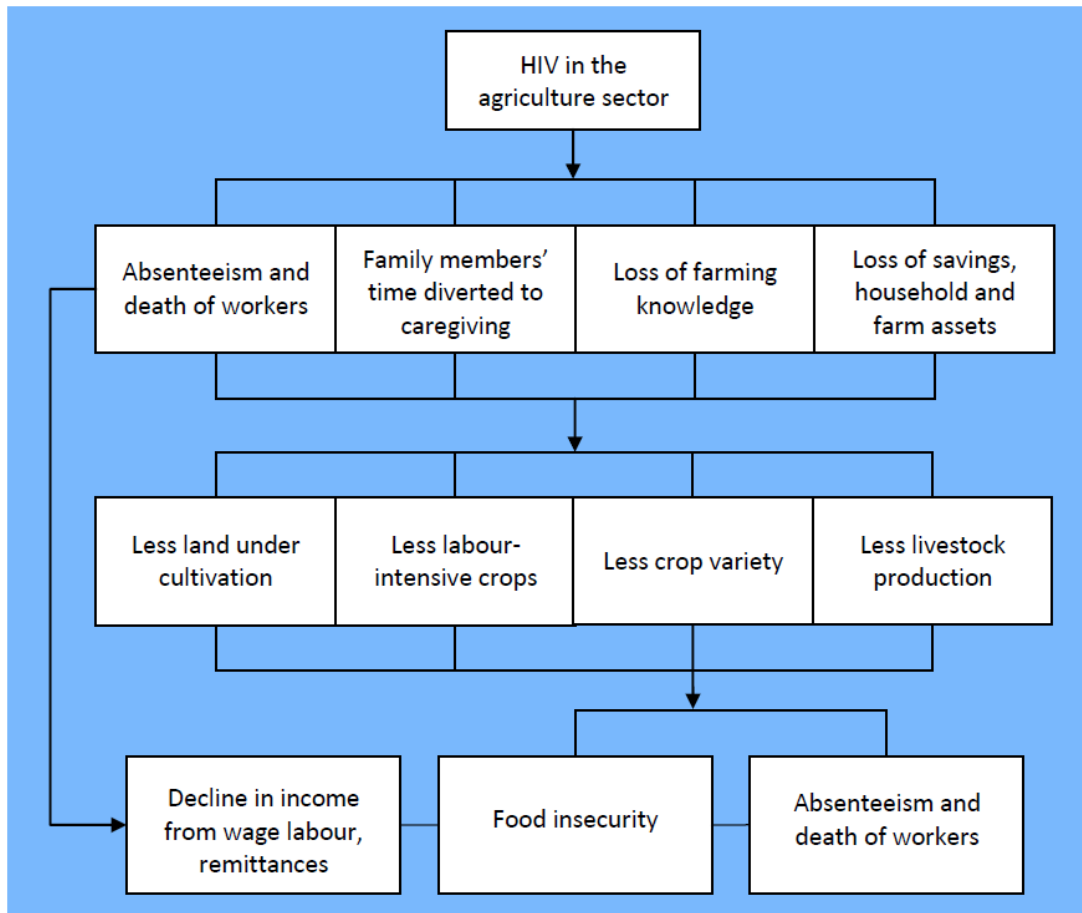 HIV in the
agriculture sector
Absenteeism and
death of workers
Family members’
time diverted to
caregiving
Loss of farming
knowledge
Loss of savings,
household and
farm assets
Less land under
cultivation
Less labour-
intensive crops
Less crop variety
Less livestock
production
Decline in income
from wage labour,
remittances
Food insecurity
Absenteeism and
death of workers